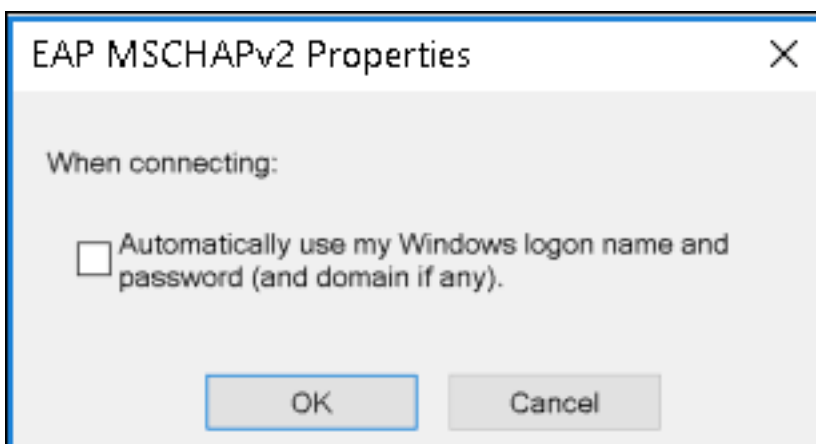 EAP MSCHAPv2 Properties
When connecting:
Automatically use my Windows logon name and
password (and domain if any).
OK
Cancel